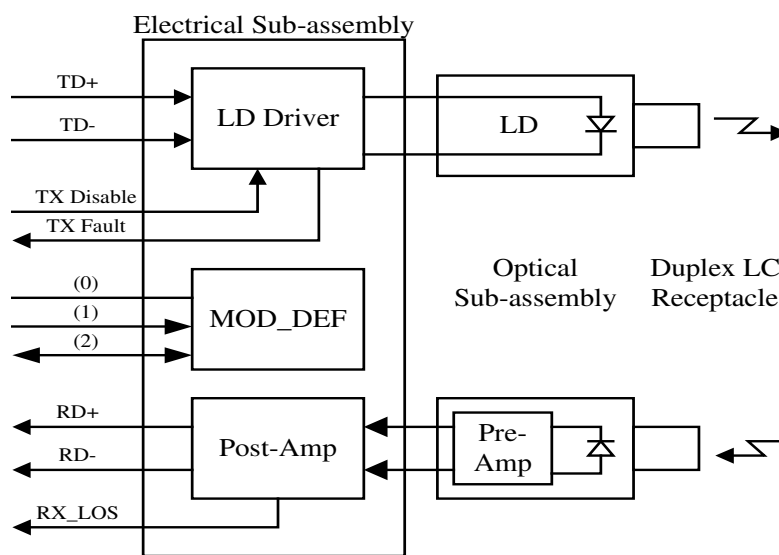 Electrical Sub-assembly
TD+
TD-
LD Driver
LD
TX Disable
TX Fault
(0)
(1)
(2)
MOD_DEF
Optical
Sub-assembly
Duplex LC
Receptacle
RD+
RD-
Post-Amp
Pre-
Amp
RX_LOS